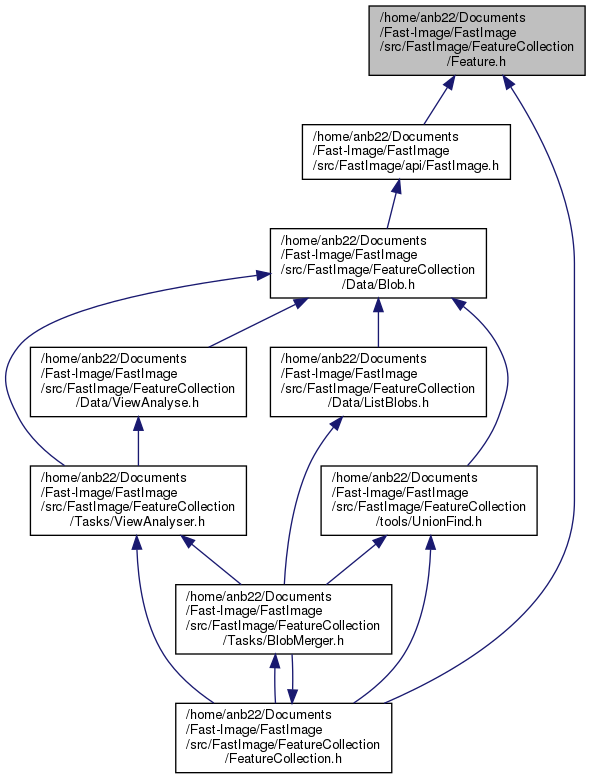 /home/anb22/Documents
/Fast-Image/FastImage
/src/FastImage/FeatureCollection
/Feature.h
/home/anb22/Documents
/Fast-Image/FastImage
/src/FastImage/api/FastImage.h
/home/anb22/Documents
/Fast-Image/FastImage
/src/FastImage/FeatureCollection
/Data/Blob.h
/home/anb22/Documents
/Fast-Image/FastImage
/src/FastImage/FeatureCollection
/Data/ViewAnalyse.h
/home/anb22/Documents
/Fast-Image/FastImage
/src/FastImage/FeatureCollection
/Data/ListBlobs.h
/home/anb22/Documents
/Fast-Image/FastImage
/src/FastImage/FeatureCollection
/Tasks/ViewAnalyser.h
/home/anb22/Documents
/Fast-Image/FastImage
/src/FastImage/FeatureCollection
/tools/UnionFind.h
/home/anb22/Documents
/Fast-Image/FastImage
/src/FastImage/FeatureCollection
/Tasks/BlobMerger.h
/home/anb22/Documents
/Fast-Image/FastImage
/src/FastImage/FeatureCollection
/FeatureCollection.h